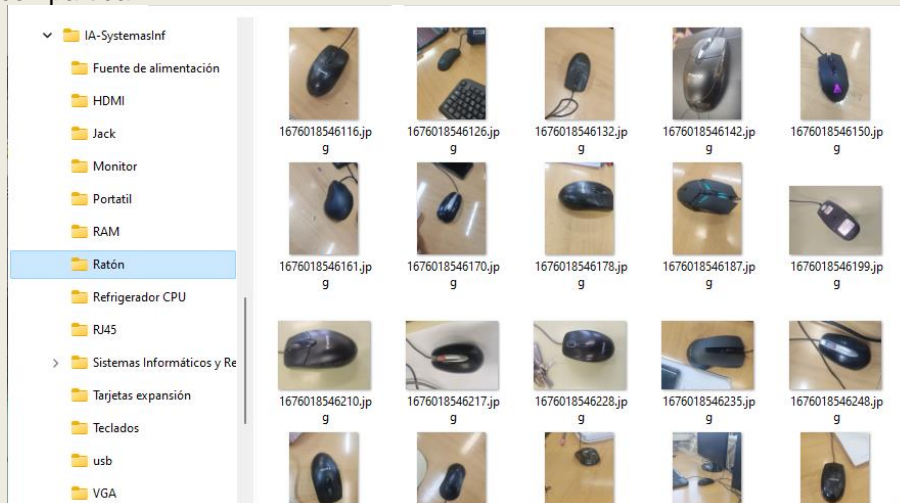 IA-SystemasInf
Fuente de alimentación
HDMI
Jack
Monitor
Portatil
RAM
Ratón
Refrigerador CPU
RJ45
Sistemas Informáticos y Re
Tarjetas expansión
Teclados
usb
VGA
1676018546116.jp
g
1676018546126.jp
g
1676018546132.jp
g
1676018546142.jp
g
1676018546150.jp
g
1676018546161.jp
g
1676018546170.jp
g
1676018546178.jp
g
1676018546187.jp
g
1676018546199.jp
g
1676018546210.jp
g
1676018546217.jp
g
1676018546228.jp
g
1676018546235.jp
g
1676018546248.jp
g